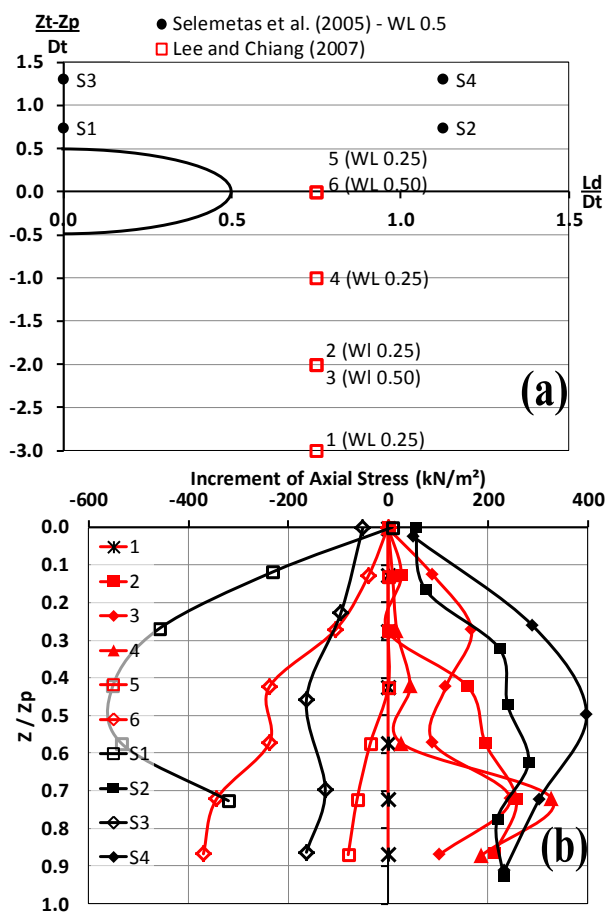 Zt-Zp
Dt
Selemetas et al. (2005) - WL 0.5
Lee and Chiang (2007)
1.5
S3
S4
1.0
S1
S2
0.5
5 (WL 0.25)
6 (WL 0.50)
Ld
Dt
0.0
0.0
0.5
1.0
1.5
-0.5
-1.0
4 (WL 0.25)
-1.5
2 (Wl 0.25)
-2.0
3 (Wl 0.50)
(a)
-2.5
1 (WL 0.25)
-3.0
Increment of Axial Stress (kN/m²)
-600
-400
-200
0
200
400
0.0
0.1
0.2
0.3
0.4
0.5
0.6
0.7
0.8
0.9
1.0
Z / Zp
1
2
3
4
5
6
S1
S2
S3
S4
(b)